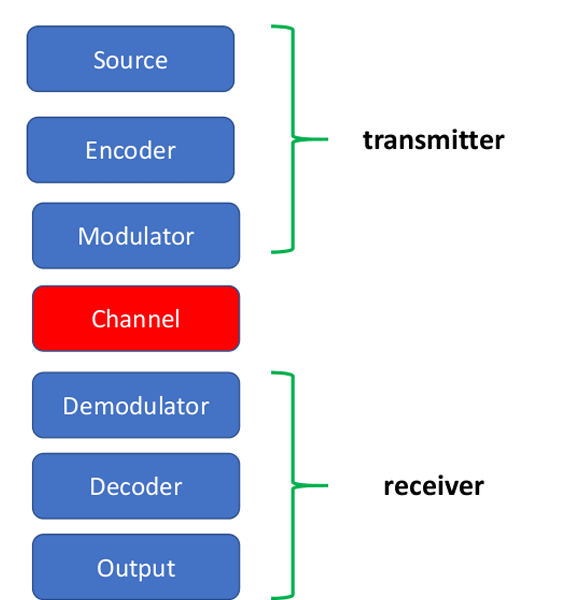 Source
Encoder
transmitter
Modulator
Channel
Demodulator
Decoder
receiver
Output